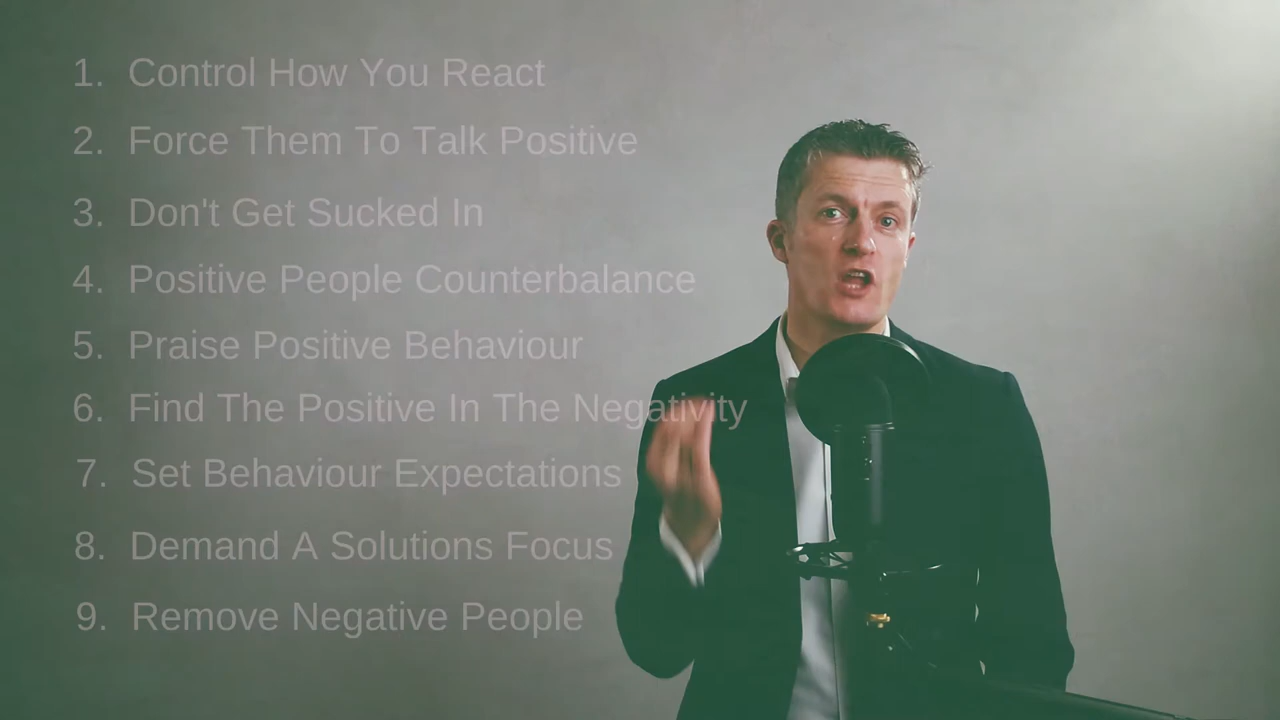 1. Control How You React
2. Force Them To Talk Positive
3. Don't Get Sucked In
4. Positive People Counterbalance
5. Praise Positive Behaviour
6. Find The Positive In The Negativity
7. Set Behaviour Expectations
8. Demand A Solutions Focus
9. Remove Negative People